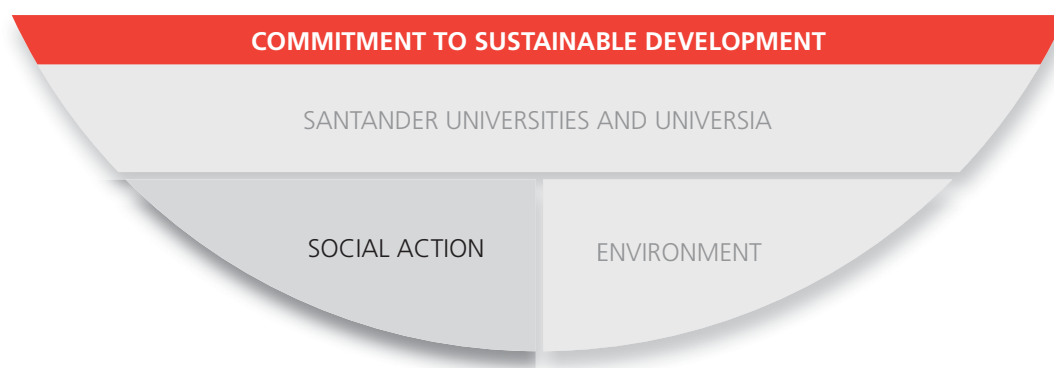 COMMITMENT TO SUSTAINABLE DEVELOPMENT
SANTANDER UNIVERSITIES AND UNIVERSIA
SOCIAL ACTION
ENVIRONMENT